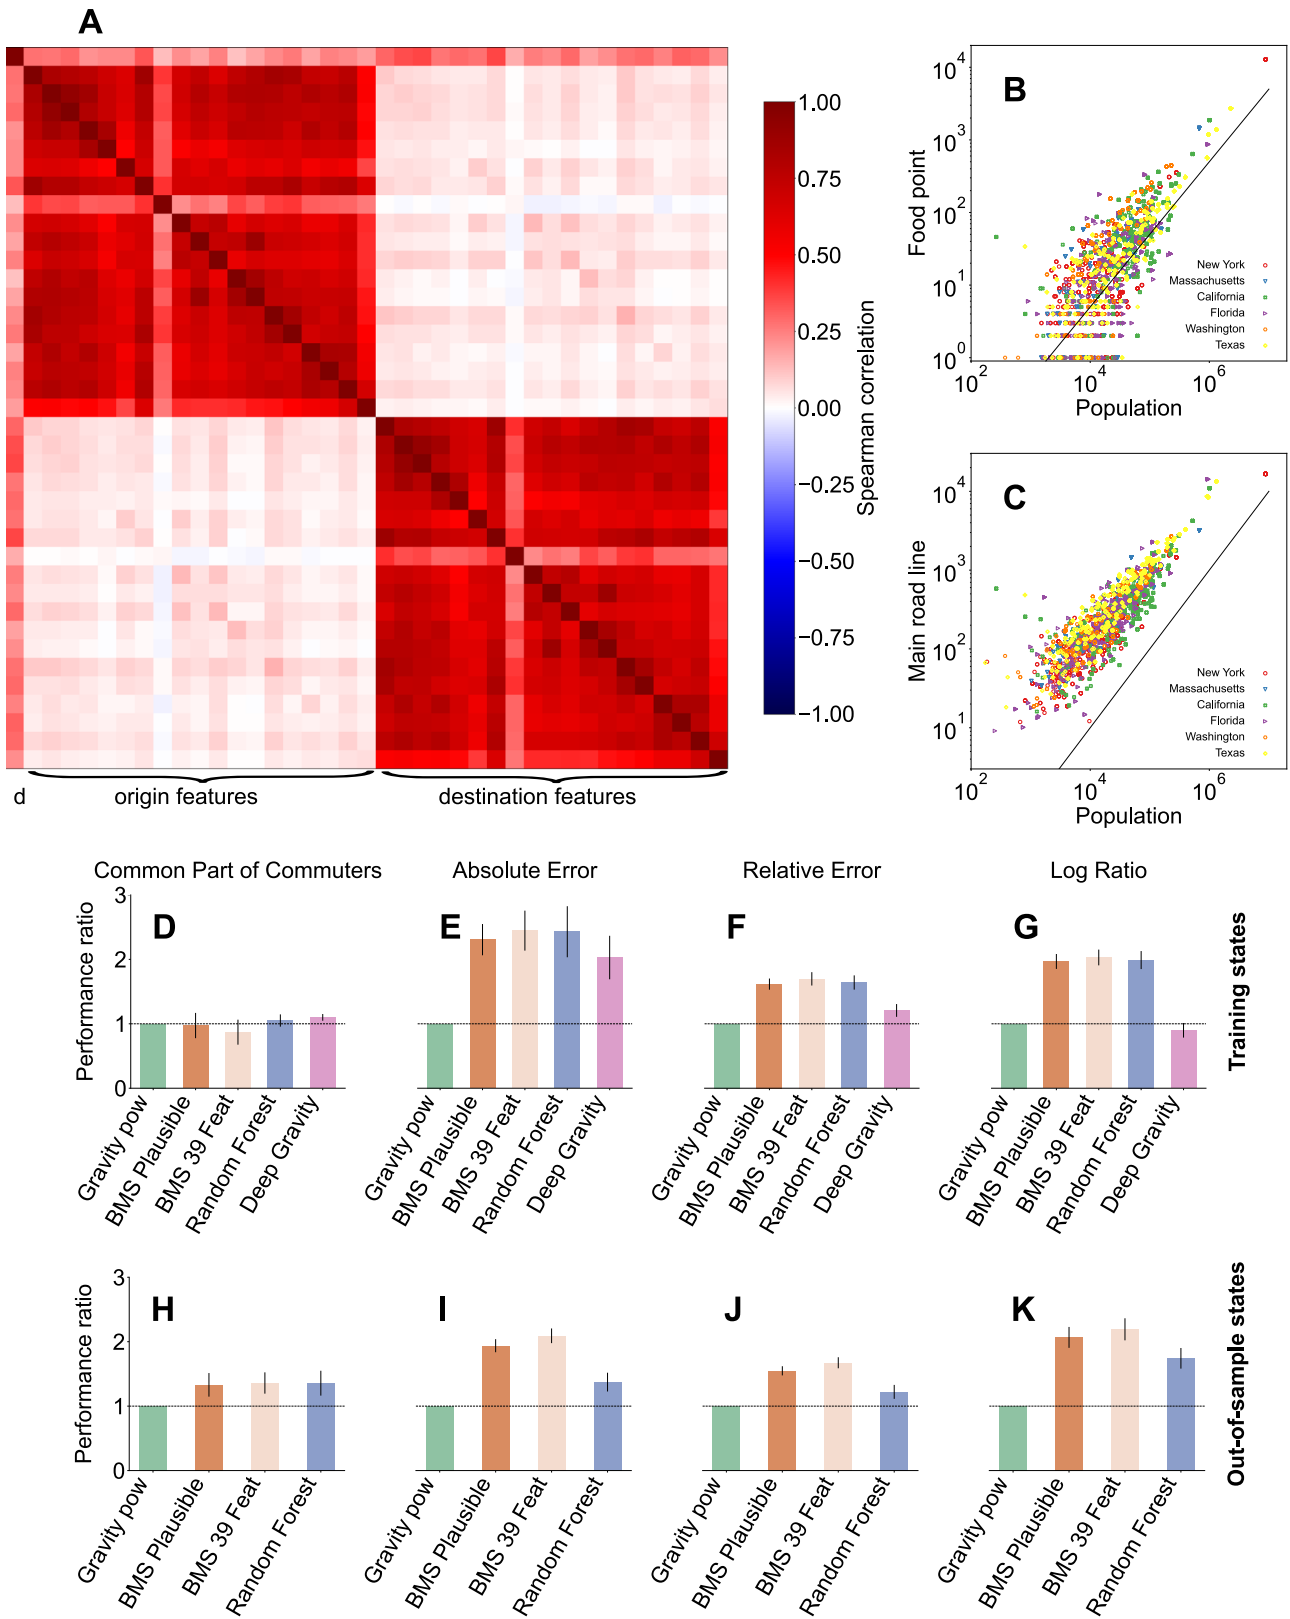 A
1.00
0.75
0.50
0.25
0.00
−0.25
−0.50
−0.75
−1.00
Spearman correlation
d
origin features
destination features
B
Food point
10^4
10^3
10^2
10^1
10^0
10^2
10^4
10^6
Population
New York
Massachusetts
California
Florida
Washington
Texas
C
Main road line
10^4
10^3
10^2
10^1
10^2
10^4
10^6
Population
New York
Massachusetts
California
Florida
Washington
Texas
Common Part of Commuters
Absolute Error
Relative Error
Log Ratio
Performance ratio
3
2
1
0
D
E
F
G
Training states
Gravity pow
BMS Plausible
BMS 39 Feat
Random Forest
Deep Gravity
Gravity pow
BMS Plausible
BMS 39 Feat
Random Forest
Deep Gravity
Gravity pow
BMS Plausible
BMS 39 Feat
Random Forest
Deep Gravity
Gravity pow
BMS Plausible
BMS 39 Feat
Random Forest
Deep Gravity
Performance ratio
3
2
1
0
H
I
J
K
Out-of-sample states
Gravity pow
BMS Plausible
BMS 39 Feat
Random Forest
Gravity pow
BMS Plausible
BMS 39 Feat
Random Forest
Gravity pow
BMS Plausible
BMS 39 Feat
Random Forest
Gravity pow
BMS Plausible
BMS 39 Feat
Random Forest